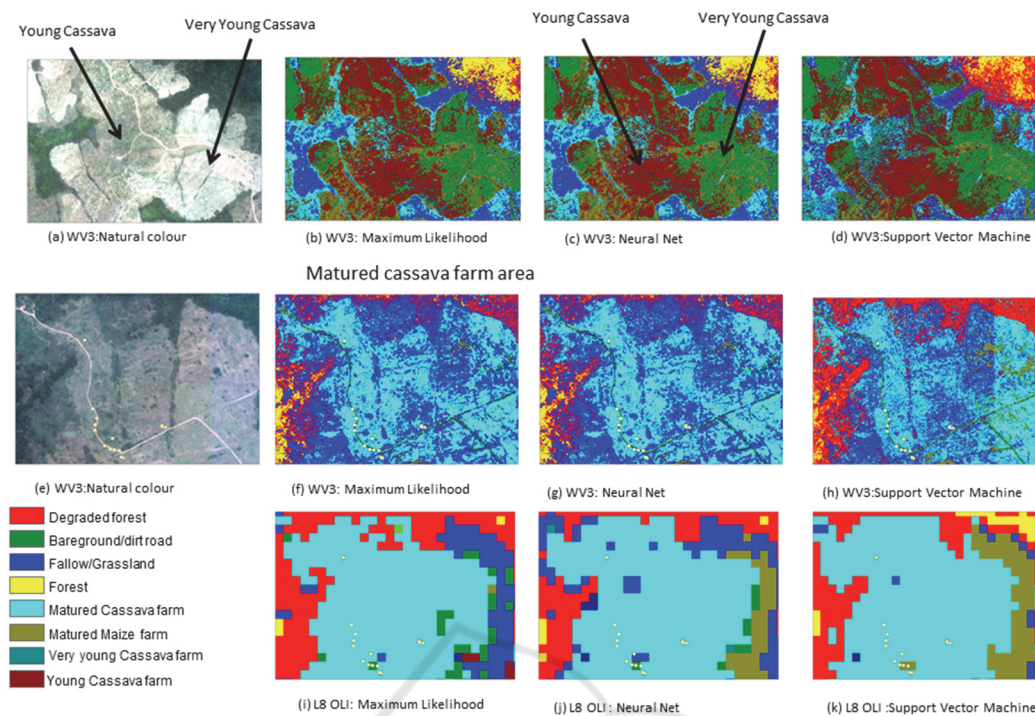 Young Cassava
Very Young Cassava
Young Cassava
Very Young Cassava
(a) WV3:Natural colour
(b) WV3: Maximum Likelihood
(c) WV3: Neural Net
(d) WV3:Support Vector Machine
Matured cassava farm area
(e) WV3:Natural colour
(f) WV3: Maximum Likelihood
(g) WV3: Neural Net
(h) WV3:Support Vector Machine
Degraded forest
Bareground/dirt road
Fallow/Grassland
Forest
Matured Cassava farm
Matured Maize farm
Very young Cassava farm
Young Cassava farm
(i) L8 OLI: Maximum Likelihood
(j) L8 OLI: Neural Net
(k) L8 OLI :Support Vector Machine